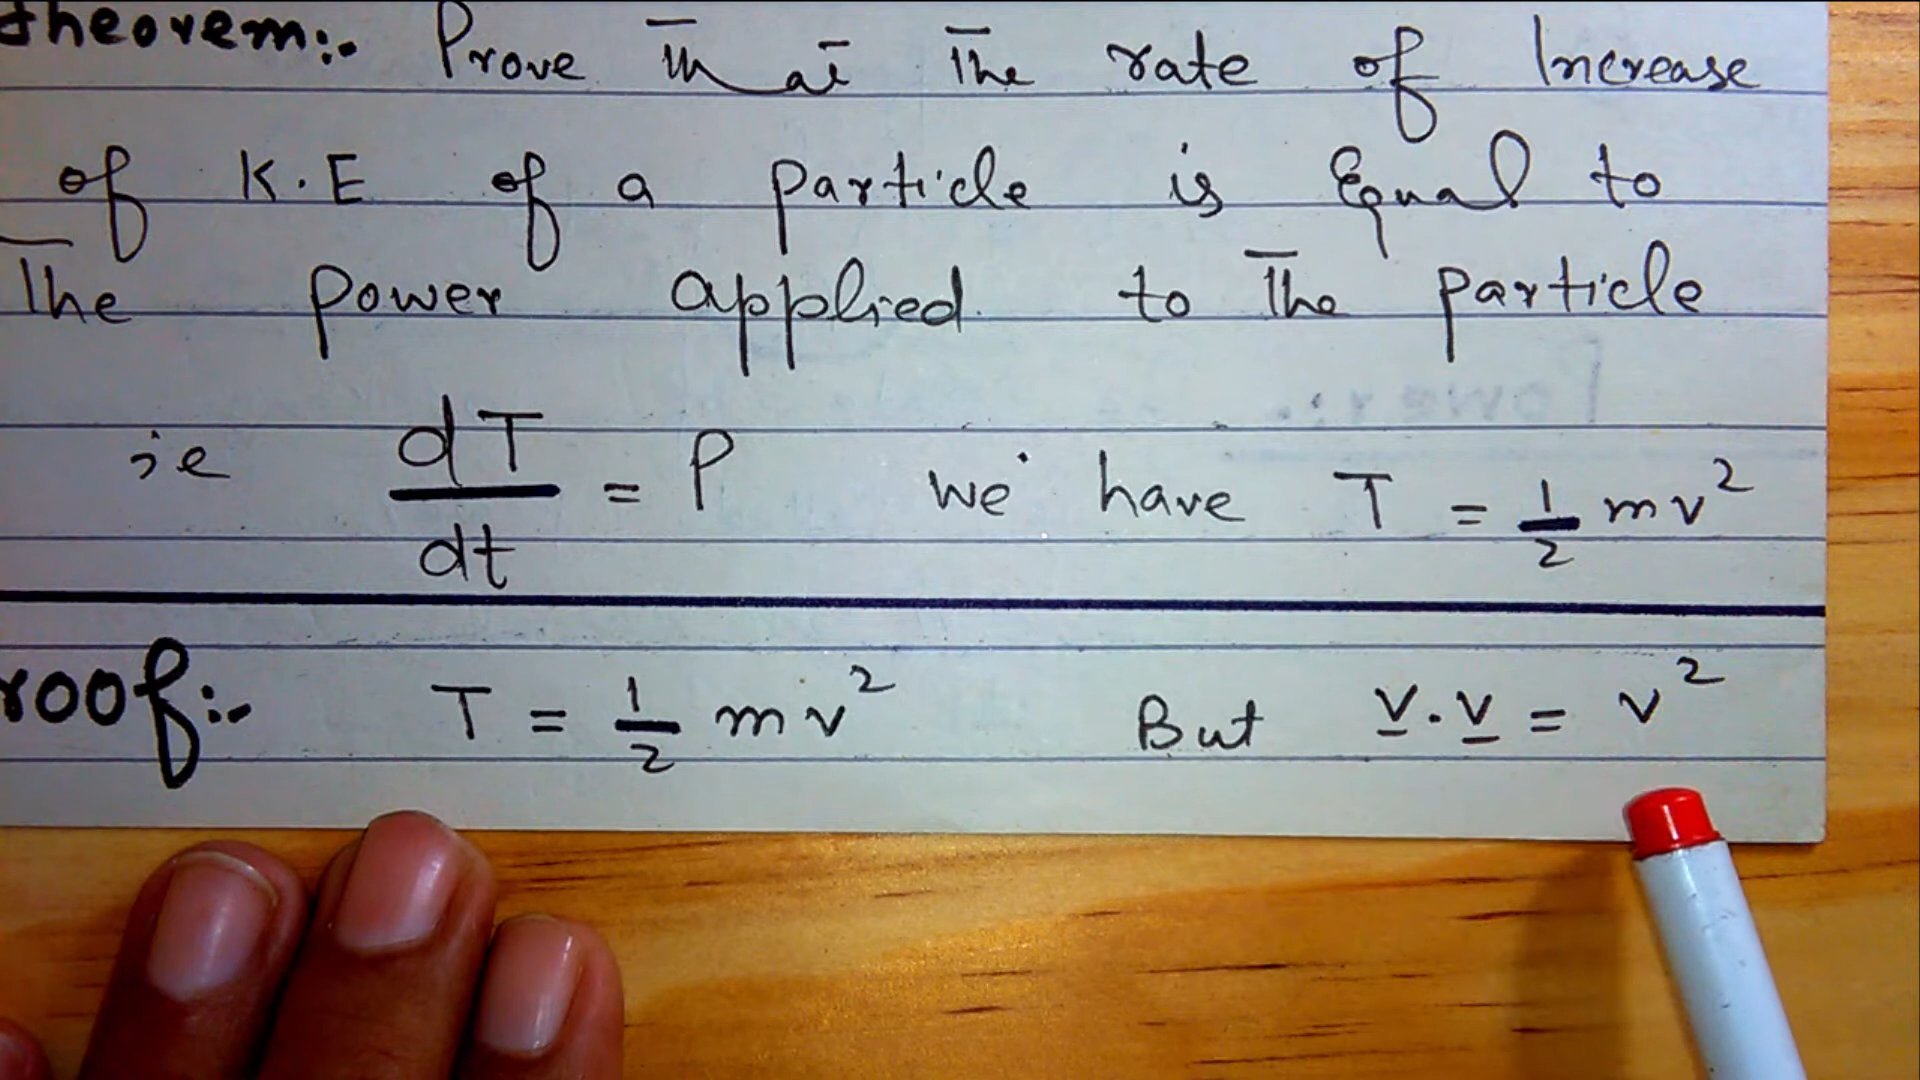 theorem:- Prove that the rate of Increase
of K.E of a particle is Equal to
The power applied to The particle
ie dT/dt = P we have T = 1/2 mv²
roof:- T = 1/2 mv² But v.v = v²